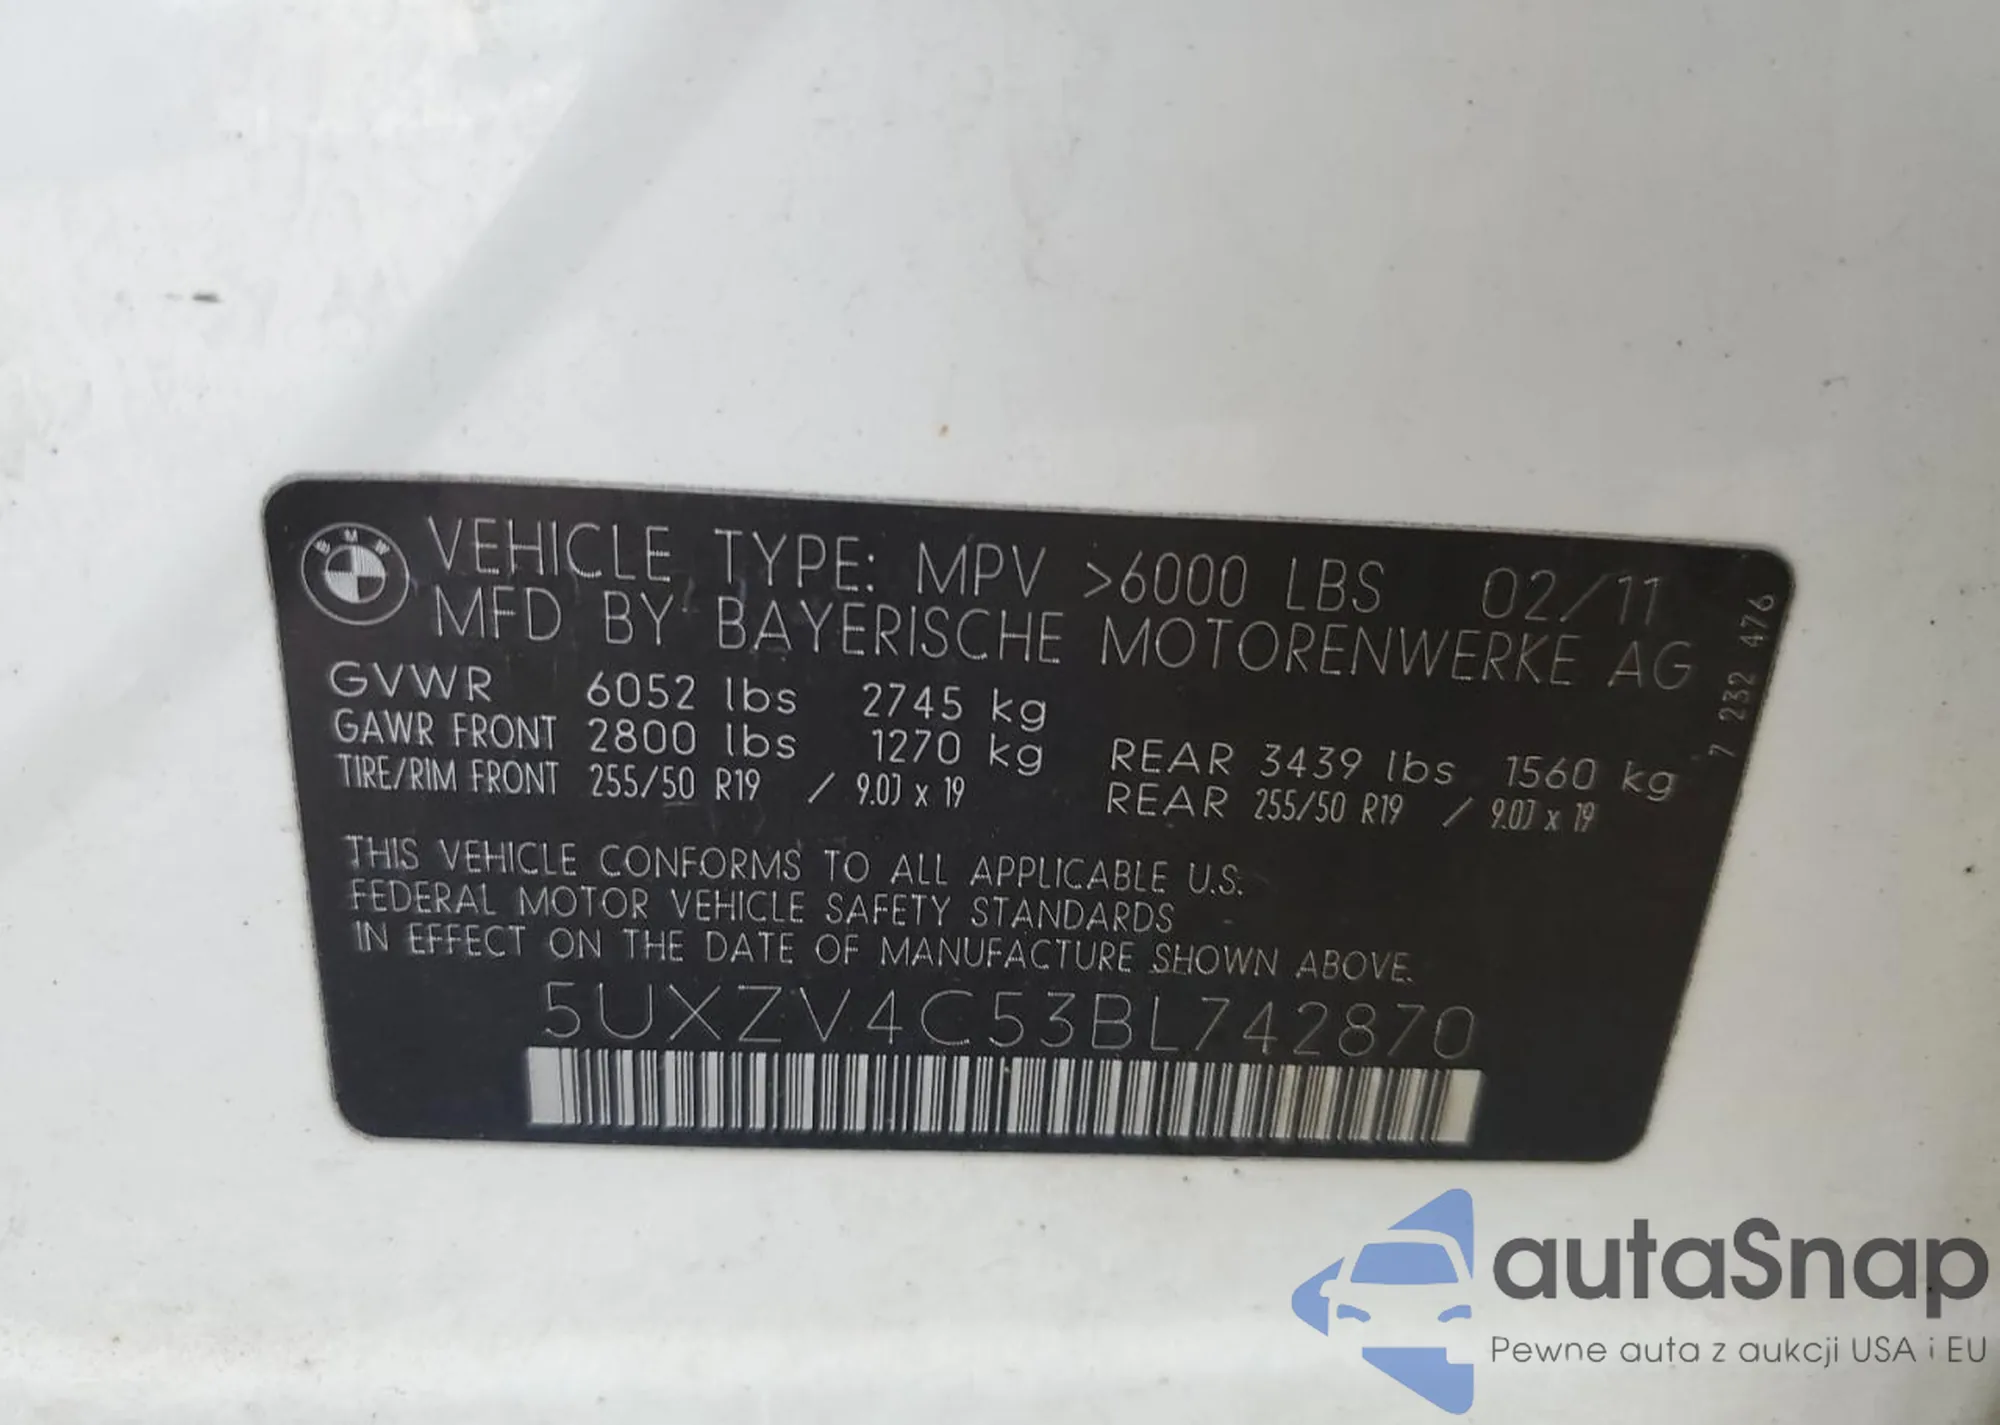 BMW
VEHICLE TYPE: MPV >6000 LBS 02/11
MFD BY BAYERISCHE MOTORENWERKE AG
GVWR 6052 lbs 2745 kg
GAWR FRONT 2800 lbs 1270 kg REAR 3439 lbs 1560 kg
TIRE/RIM FRONT 255/50 R19 / 9.0J x 19 REAR 255/50 R19 / 9.0J x 19
7 232 476
THIS VEHICLE CONFORMS TO ALL APPLICABLE U.S.
FEDERAL MOTOR VEHICLE SAFETY STANDARDS
IN EFFECT ON THE DATE OF MANUFACTURE SHOWN ABOVE.
5UXZV4C53BL742870
autaSnap
Pewne auta z aukcji USA i EU